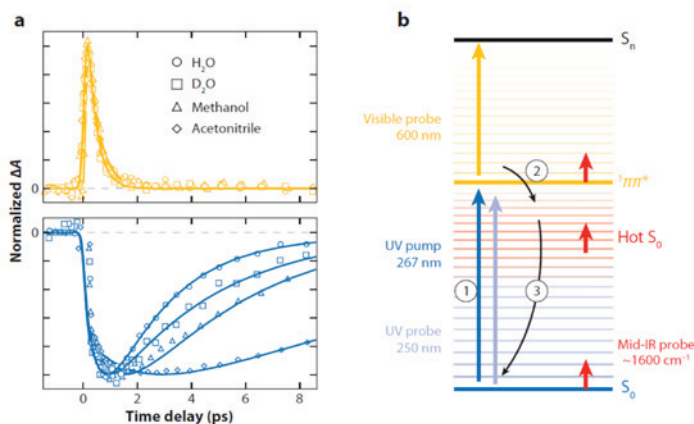 a
Normalized ΔA
0
H₂O
D₂O
Methanol
Acetonitrile
0
0 2 4 6 8
Time delay (ps)
b
Sₙ
Visible probe
600 nm
2
¹ππ*
UV pump
267 nm
Hot S₀
1
3
UV probe
250 nm
Mid-IR probe
~1600 cm⁻¹
S₀